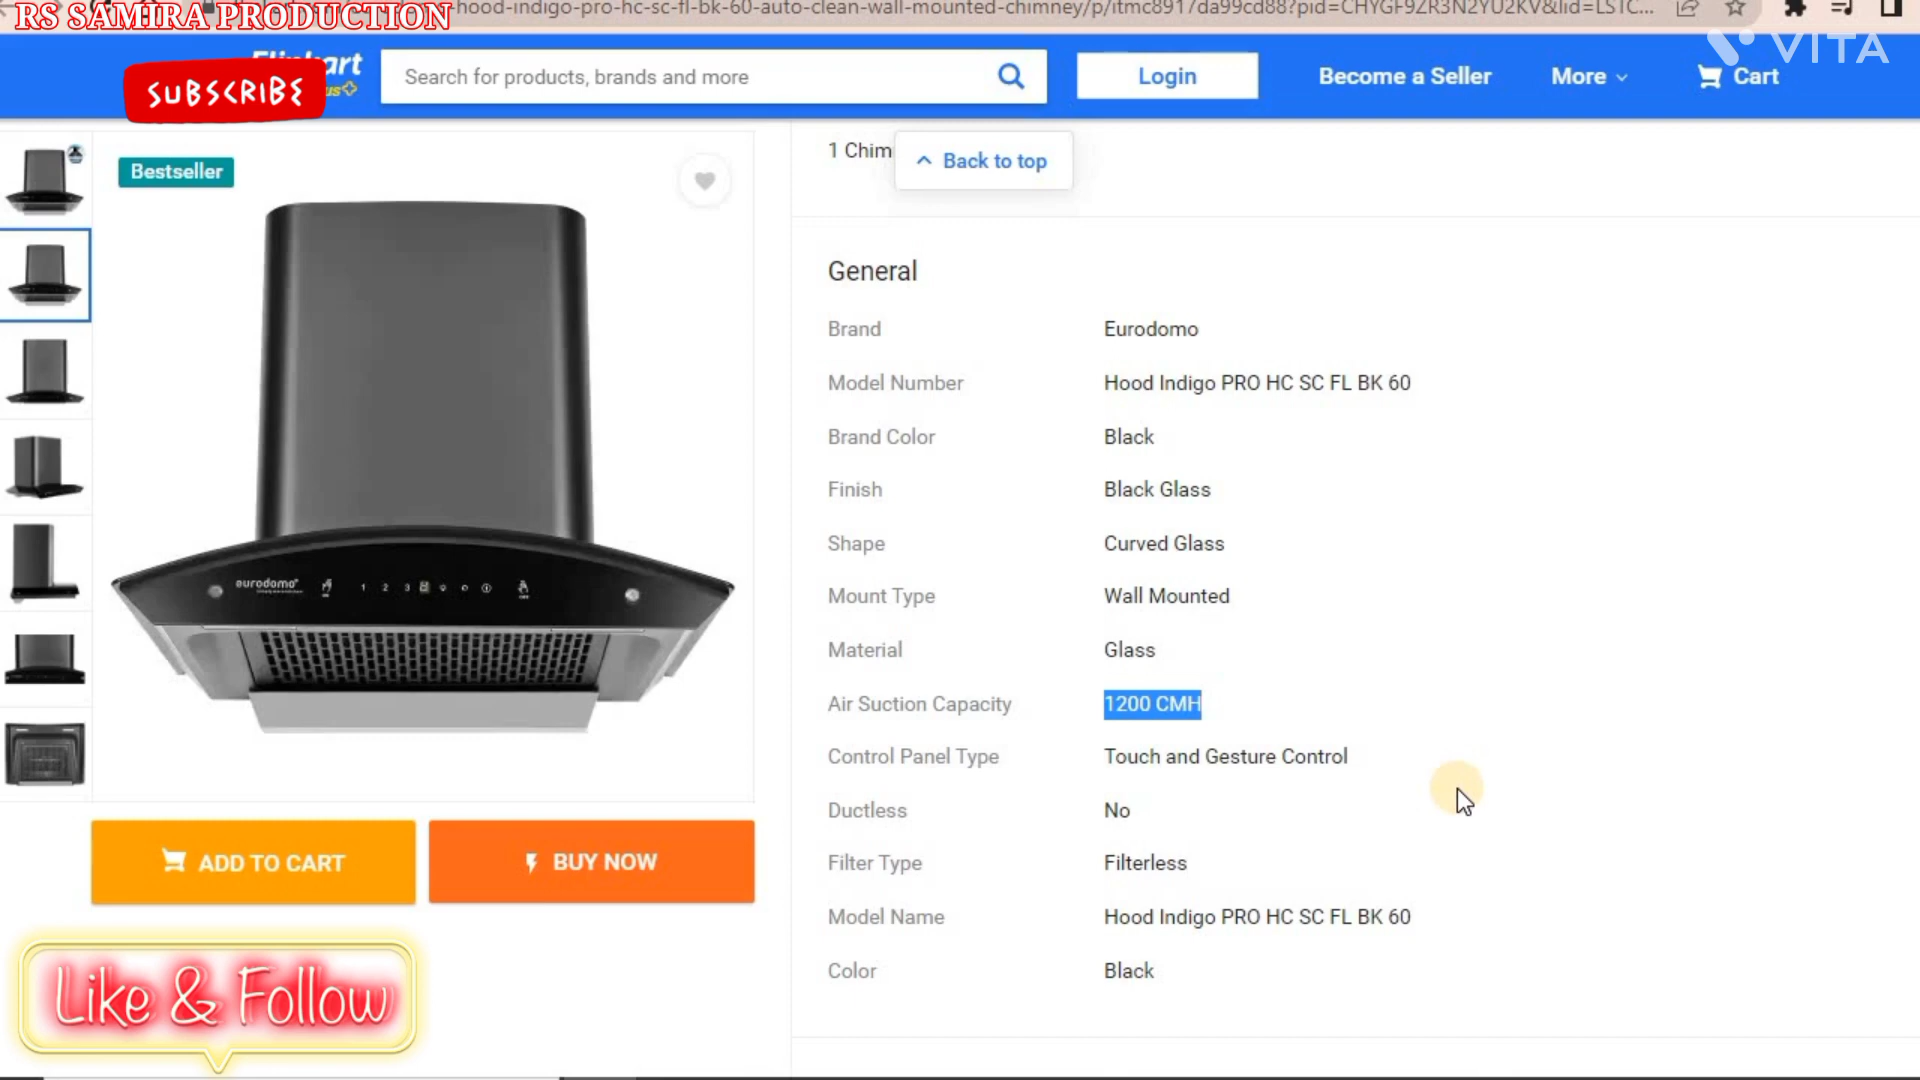 RS SAMIRA PRODUCTION
-hood-indigo-pro-hc-sc-fl-bk-60-auto-clean-wall-mounted-chimney/p/itmc8917da99cd88?pid=CHYGF9ZR3N2YU2KV&lid=LSTC...
VITA
SUBSCRIBE
Search for products, brands and more
Login
Become a Seller
More
Cart
Bestseller
1 Chim
Back to top
General
Brand Eurodomo
Model Number Hood Indigo PRO HC SC FL BK 60
Brand Color Black
Finish Black Glass
Shape Curved Glass
Mount Type Wall Mounted
Material Glass
Air Suction Capacity 1200 CMH
Control Panel Type Touch and Gesture Control
Ductless No
Filter Type Filterless
Model Name Hood Indigo PRO HC SC FL BK 60
Color Black
eurodomo
1 2 3
ADD TO CART
BUY NOW
Like & Follow